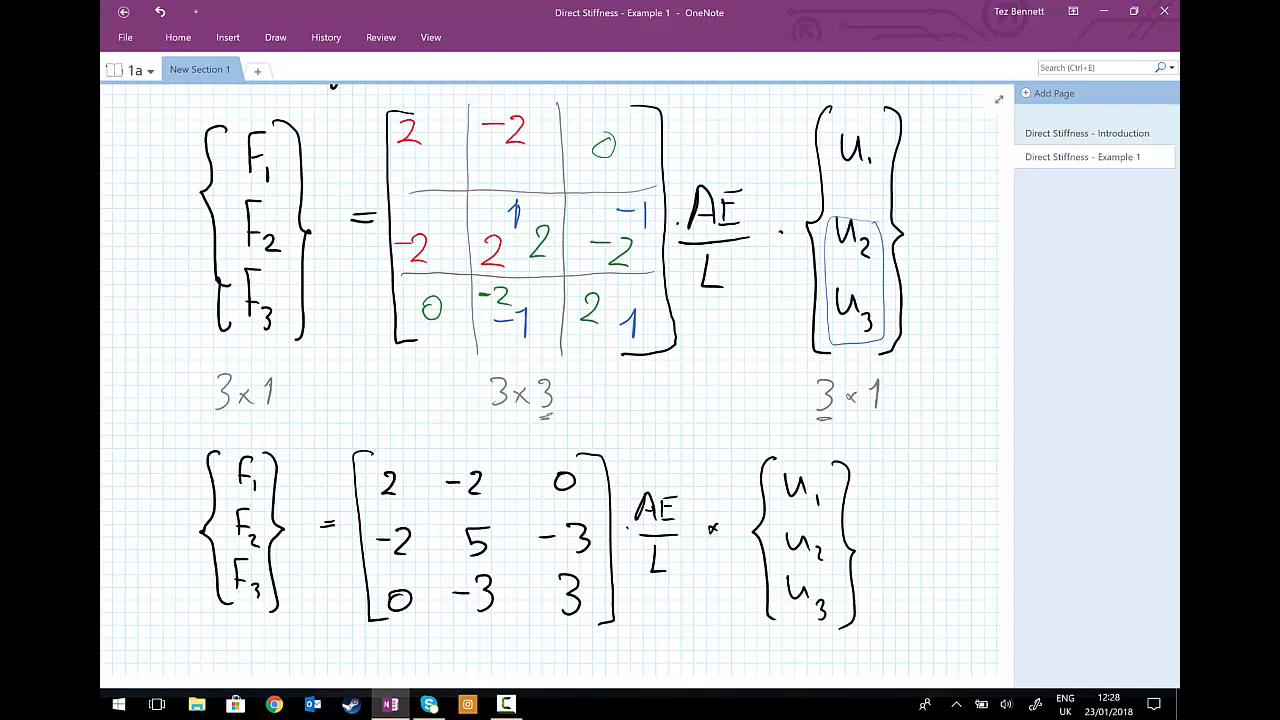 Direct Stiffness - Example 1 - OneNote
Tez Bennett
File Home Insert Draw History Review View
1a New Section 1 +
Search (Ctrl+E)
Add Page
Direct Stiffness - Introduction
Direct Stiffness - Example 1
F1 2 -2 0 u1
F2 = -2 2 1 2 -1 -2 · AE/L · u2
F3 0 -2 -1 2 1 u3
3 × 1 3 × 3 3 × 1
F1 2 -2 0 u1
F2 = -2 5 -3 · AE/L × u2
F3 0 -3 3 u3
ENG
UK
12:28
23/01/2018